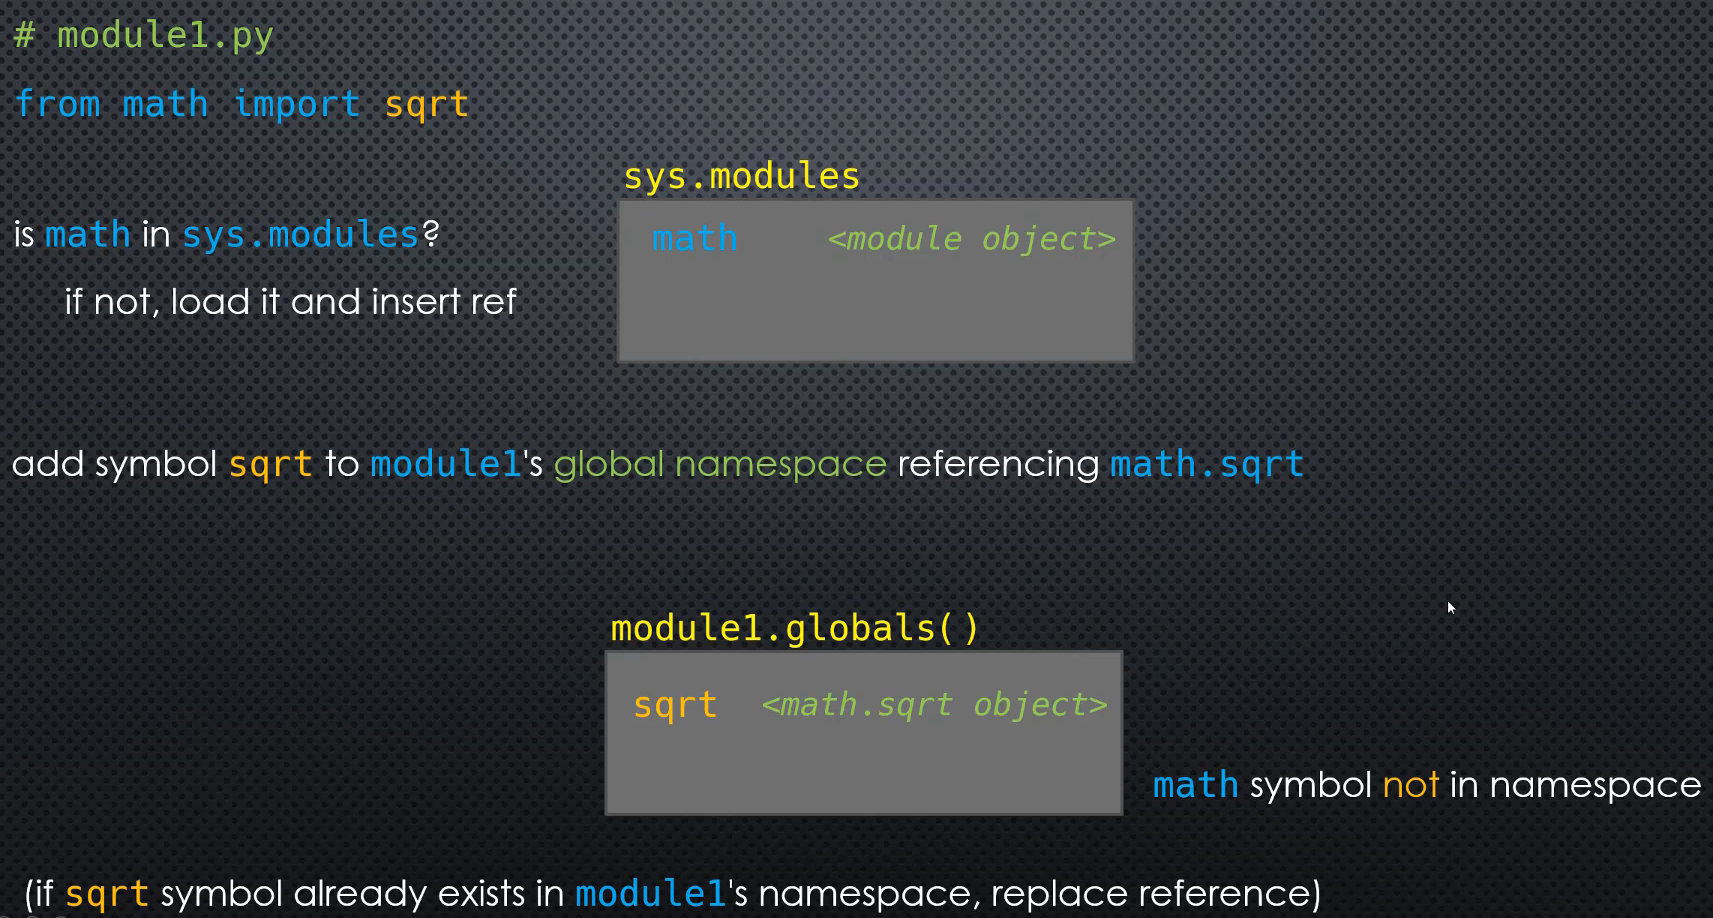 # module1.py
from math import sqrt
sys.modules
is math in sys.modules?
math <module object>
if not, load it and insert ref
add symbol sqrt to module1's global namespace referencing math.sqrt
module1.globals()
sqrt <math.sqrt object>
math symbol not in namespace
(if sqrt symbol already exists in module1's namespace, replace reference)